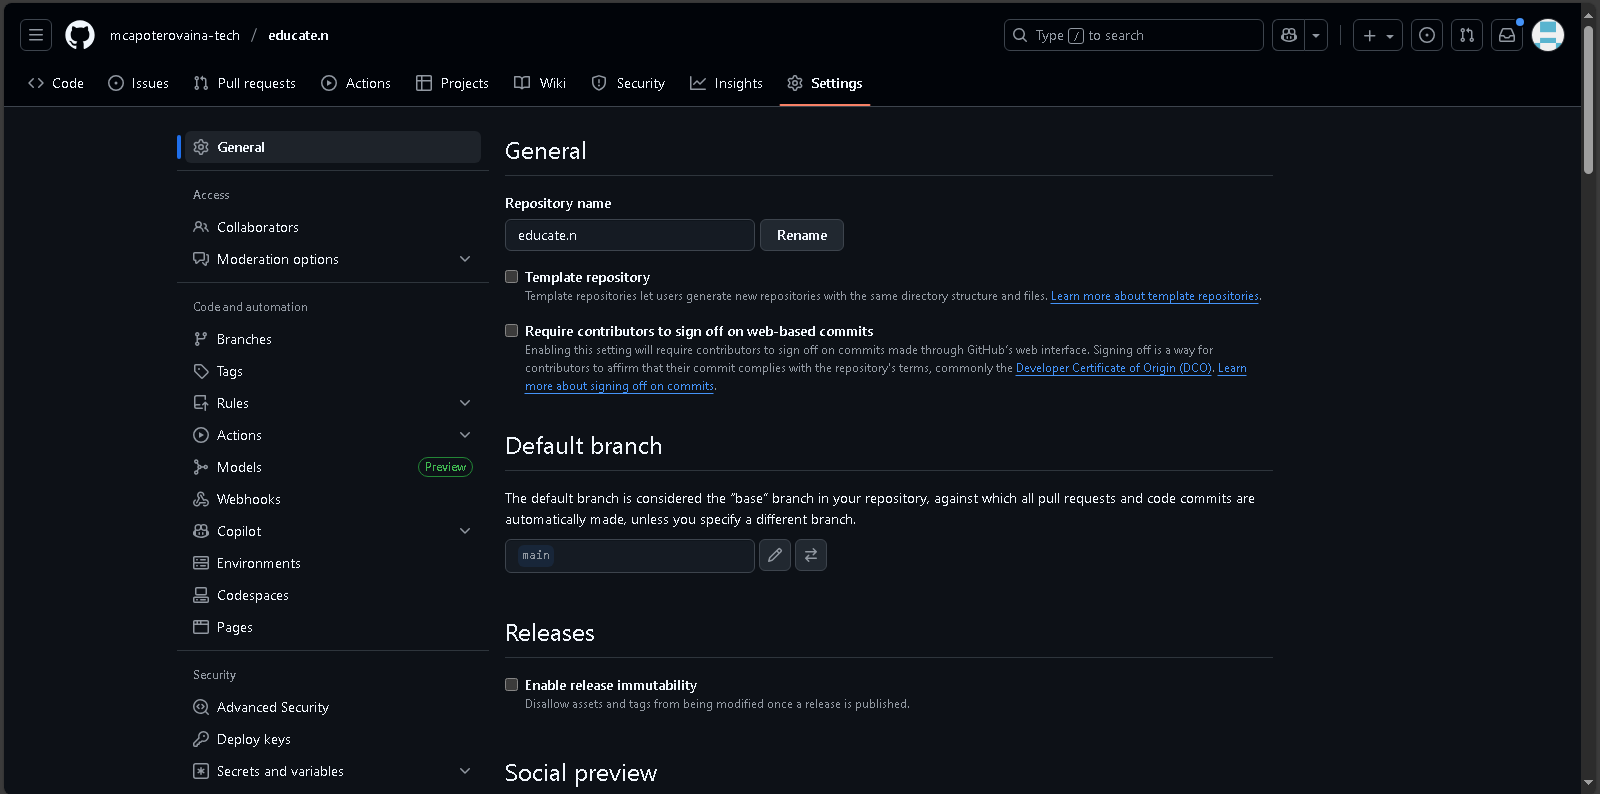 mcapoterovaina-tech / educate.n
Type / to search
Code Issues Pull requests Actions Projects Wiki Security Insights Settings
General
Access
Collaborators
Moderation options
Code and automation
Branches
Tags
Rules
Actions
Models Preview
Webhooks
Copilot
Environments
Codespaces
Pages
Security
Advanced Security
Deploy keys
Secrets and variables
General
Repository name
educate.n Rename
Template repository
Template repositories let users generate new repositories with the same directory structure and files. Learn more about template repositories.
Require contributors to sign off on web-based commits
Enabling this setting will require contributors to sign off on commits made through GitHub's web interface. Signing off is a way for
contributors to affirm that their commit complies with the repository's terms, commonly the Developer Certificate of Origin (DCO). Learn
more about signing off on commits.
Default branch
The default branch is considered the “base” branch in your repository, against which all pull requests and code commits are
automatically made, unless you specify a different branch.
main
Releases
Enable release immutability
Disallow assets and tags from being modified once a release is published.
Social preview